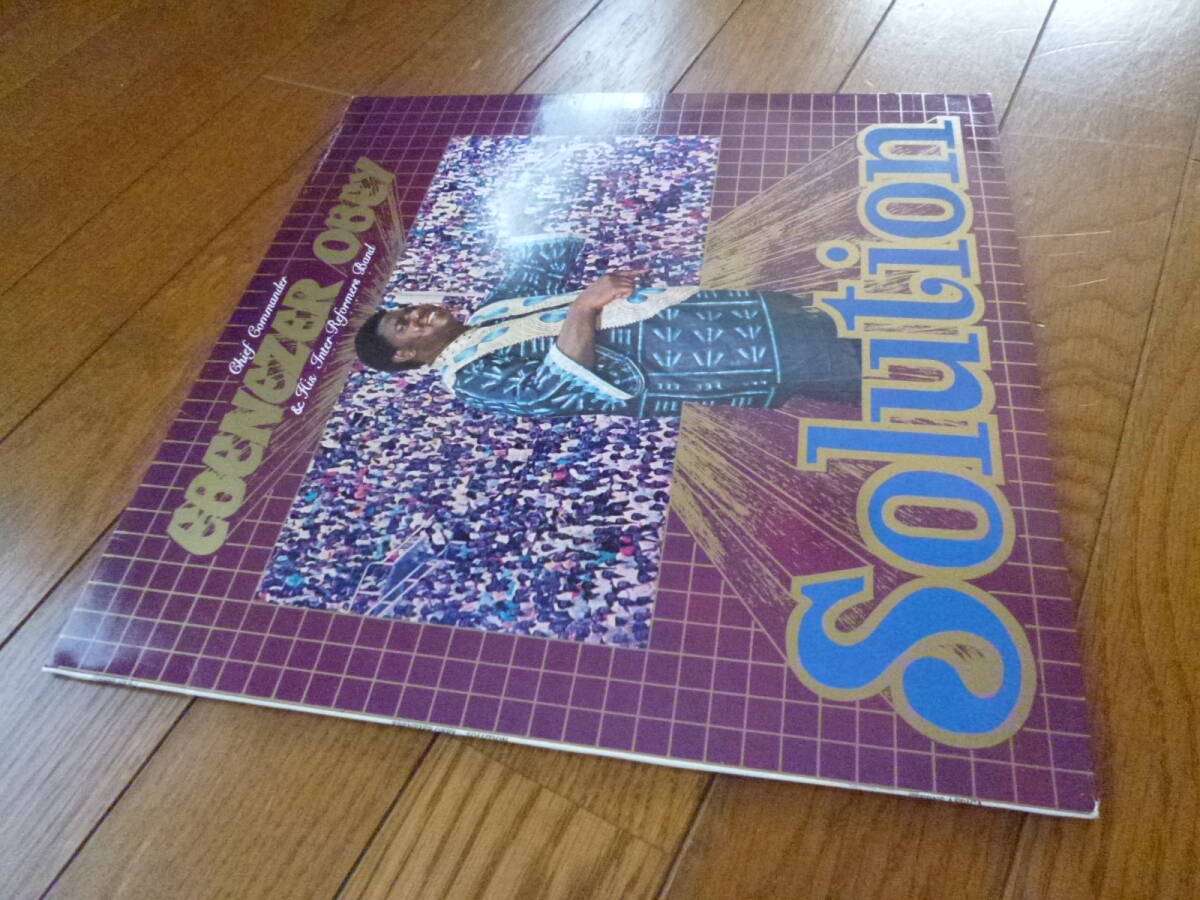 Chief Commander
EBENEZER OBEY
& His Inter-Reformers Band
Solution